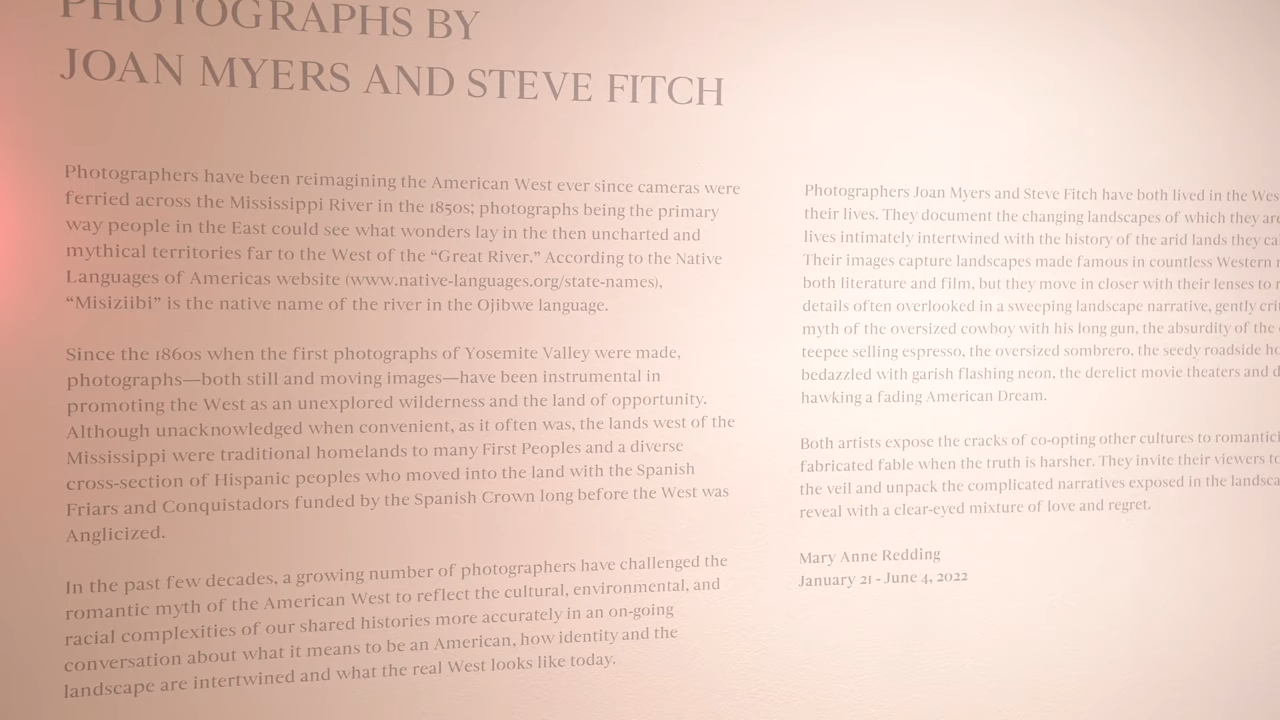 PHOTOGRAPHS BY
JOAN MYERS AND STEVE FITCH
Photographers have been reimagining the American West ever since cameras were
ferried across the Mississippi River in the 1850s; photographs being the primary
way people in the East could see what wonders lay in the then uncharted and
mythical territories far to the West of the “Great River.” According to the Native
Languages of Americas website (www.native-languages.org/state-names),
“Misiziibi” is the native name of the river in the Ojibwe language.
Since the 1860s when the first photographs of Yosemite Valley were made,
photographs—both still and moving images—have been instrumental in
promoting the West as an unexplored wilderness and the land of opportunity.
Although unacknowledged when convenient, as it often was, the lands west of the
Mississippi were traditional homelands to many First Peoples and a diverse
cross-section of Hispanic peoples who moved into the land with the Spanish
Friars and Conquistadors funded by the Spanish Crown long before the West was
Anglicized.
In the past few decades, a growing number of photographers have challenged the
romantic myth of the American West to reflect the cultural, environmental, and
racial complexities of our shared histories more accurately in an on-going
conversation about what it means to be an American, how identity and the
landscape are intertwined and what the real West looks like today.
Photographers Joan Myers and Steve Fitch have both lived in the
their lives. They document the changing landscapes of which they
lives intimately intertwined with the history of the arid lands they
Their images capture landscapes made famous in countless Western
both literature and film, but they move in closer with their lenses to
details often overlooked in a sweeping landscape narrative, gently
myth of the oversized cowboy with his long gun, the absurdity of the
teepee selling espresso, the oversized sombrero, the seedy roadside
bedazzled with garish flashing neon, the derelict movie theaters and
hawking a fading American Dream.
Both artists expose the cracks of co-opting other cultures to
fabricated fable when the truth is harsher. They invite their viewers to
the veil and unpack the complicated narratives exposed in the
reveal with a clear-eyed mixture of love and regret.
Mary Anne Redding
January 21 - June 4, 2022